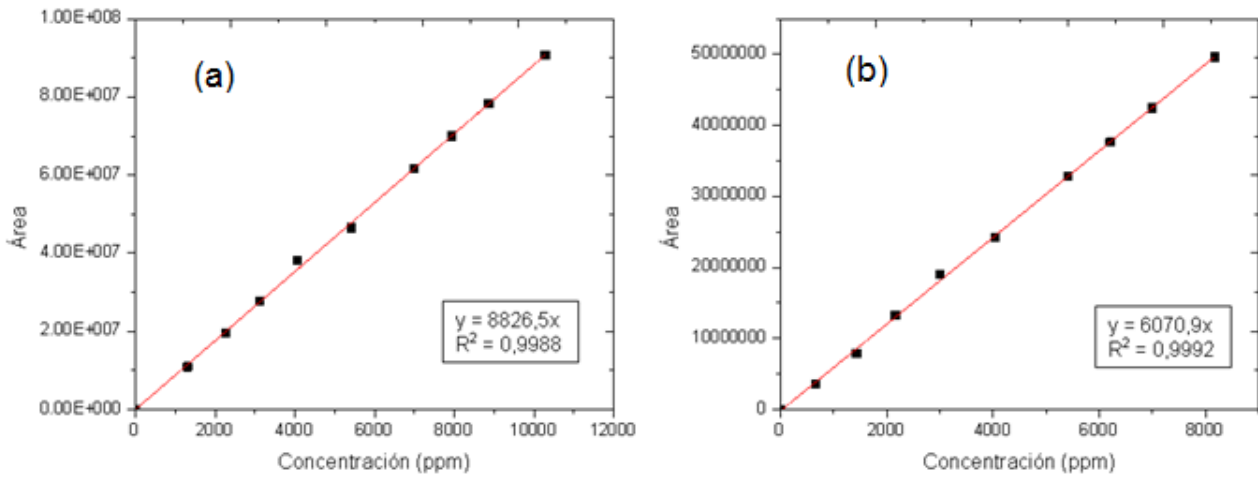 (a)
1.00E+008
8.00E+007
6.00E+007
4.00E+007
2.00E+007
0.00E+000
Área
0 2000 4000 6000 8000 10000 12000
Concentración (ppm)
y = 8826,5x
R² = 0,9988
(b)
50000000
40000000
30000000
20000000
10000000
0
Área
0 2000 4000 6000 8000
Concentración (ppm)
y = 6070,9x
R² = 0,9992